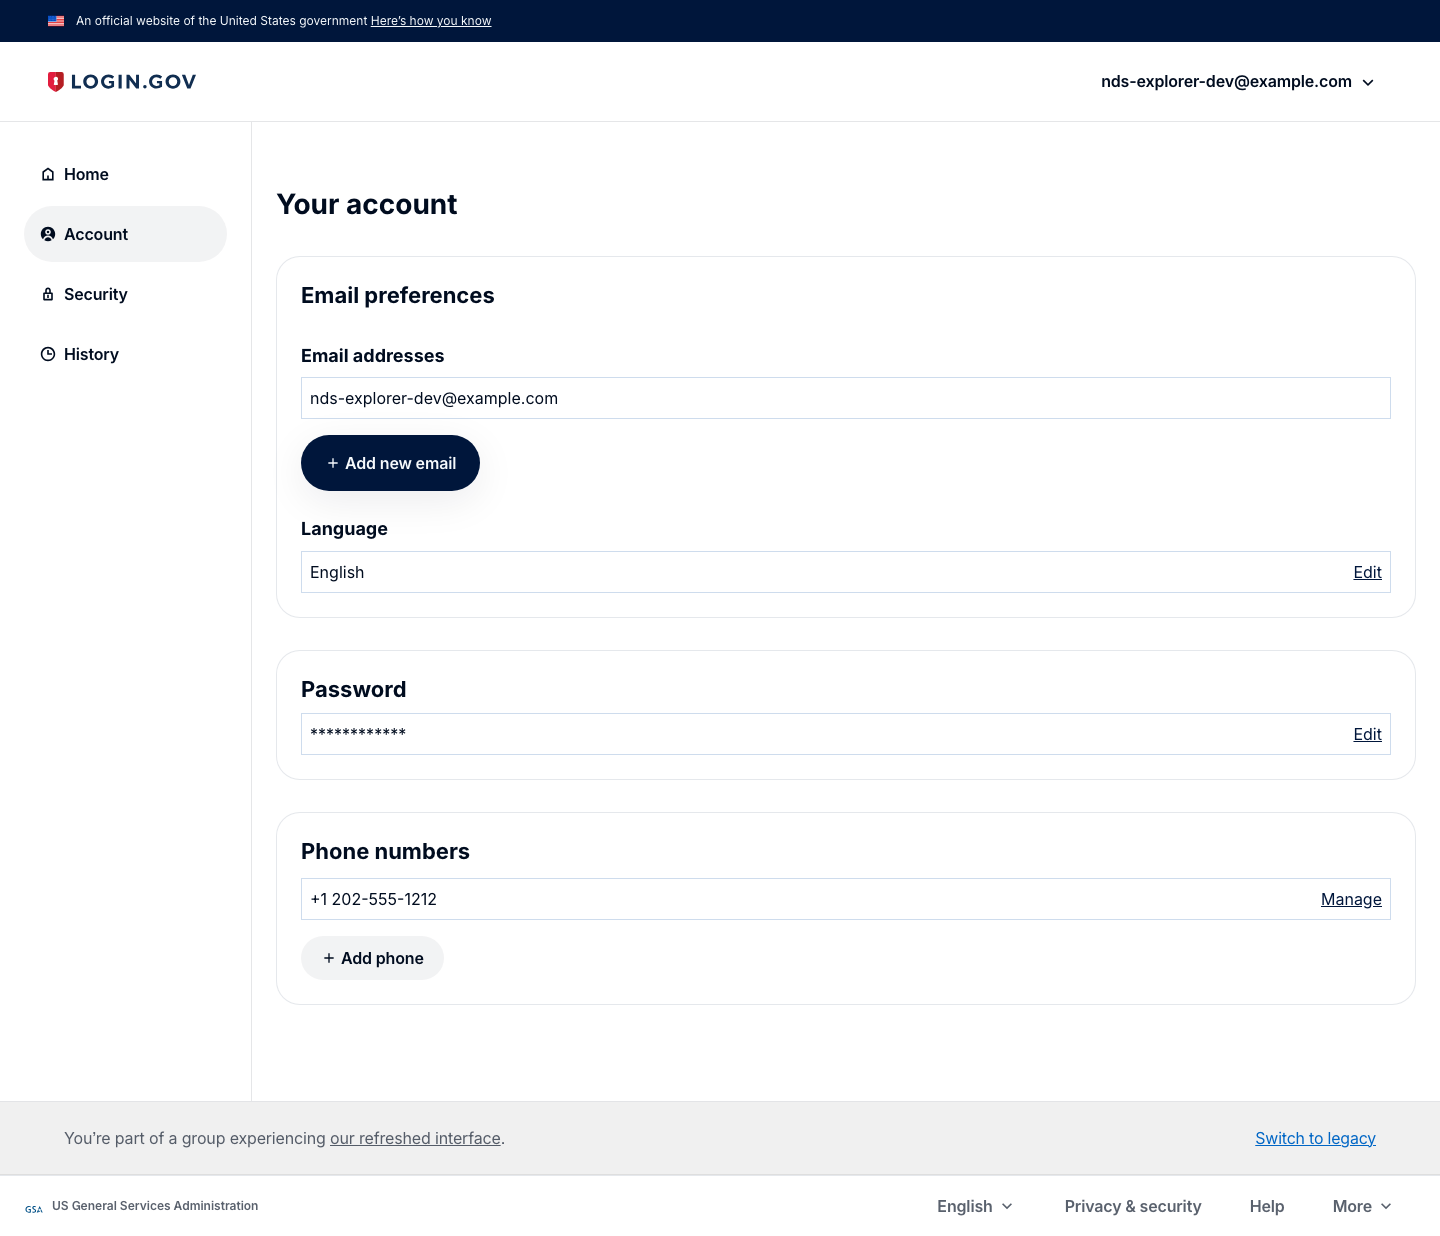 An official website of the United States government Here’s how you know
LOGIN.GOV
nds-explorer-dev@example.com
Home
Account
Security
History
Your account
Email preferences
Email addresses
nds-explorer-dev@example.com
+ Add new email
Language
English Edit
Password
************ Edit
Phone numbers
+1 202-555-1212 Manage
+ Add phone
You’re part of a group experiencing our refreshed interface. Switch to legacy
GSA US General Services Administration English Privacy & security Help More